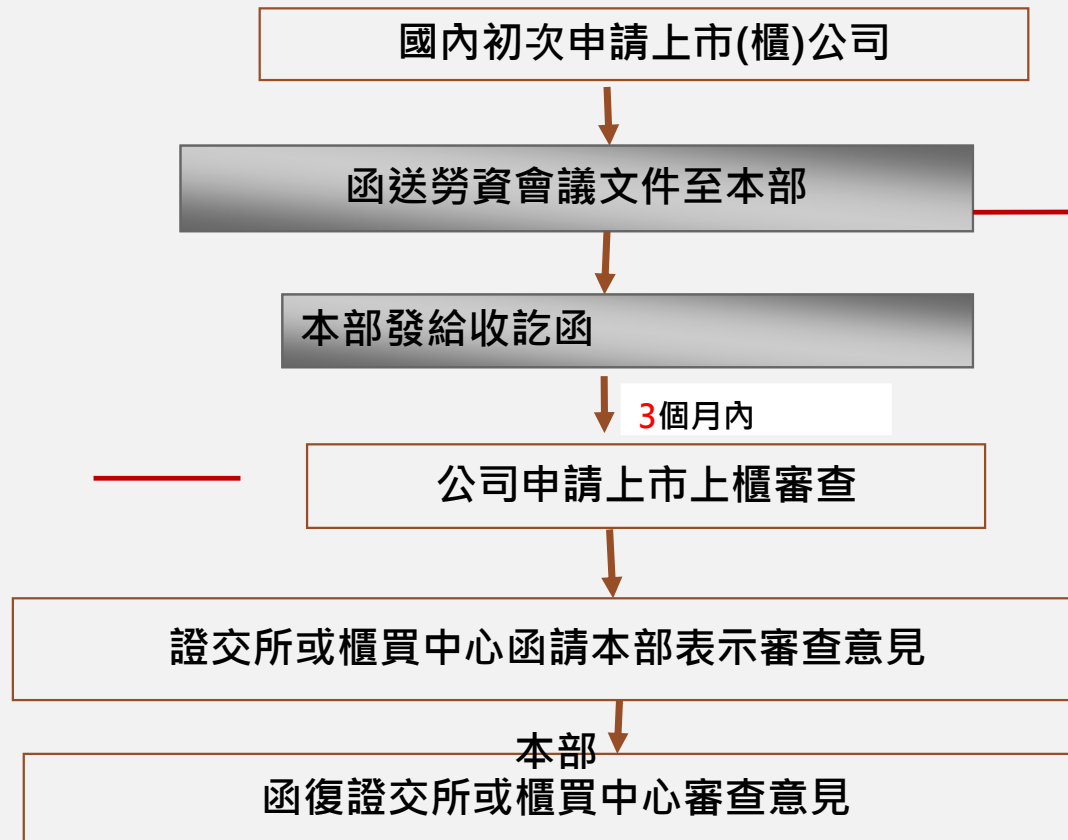 國內初次申請上市(櫃)公司
函送勞資會議文件至本部
本部發給收訖函
3個月內
公司申請上市上櫃審查
證交所或櫃買中心函請本部表示審查意見
本部
函復證交所或櫃買中心審查意見